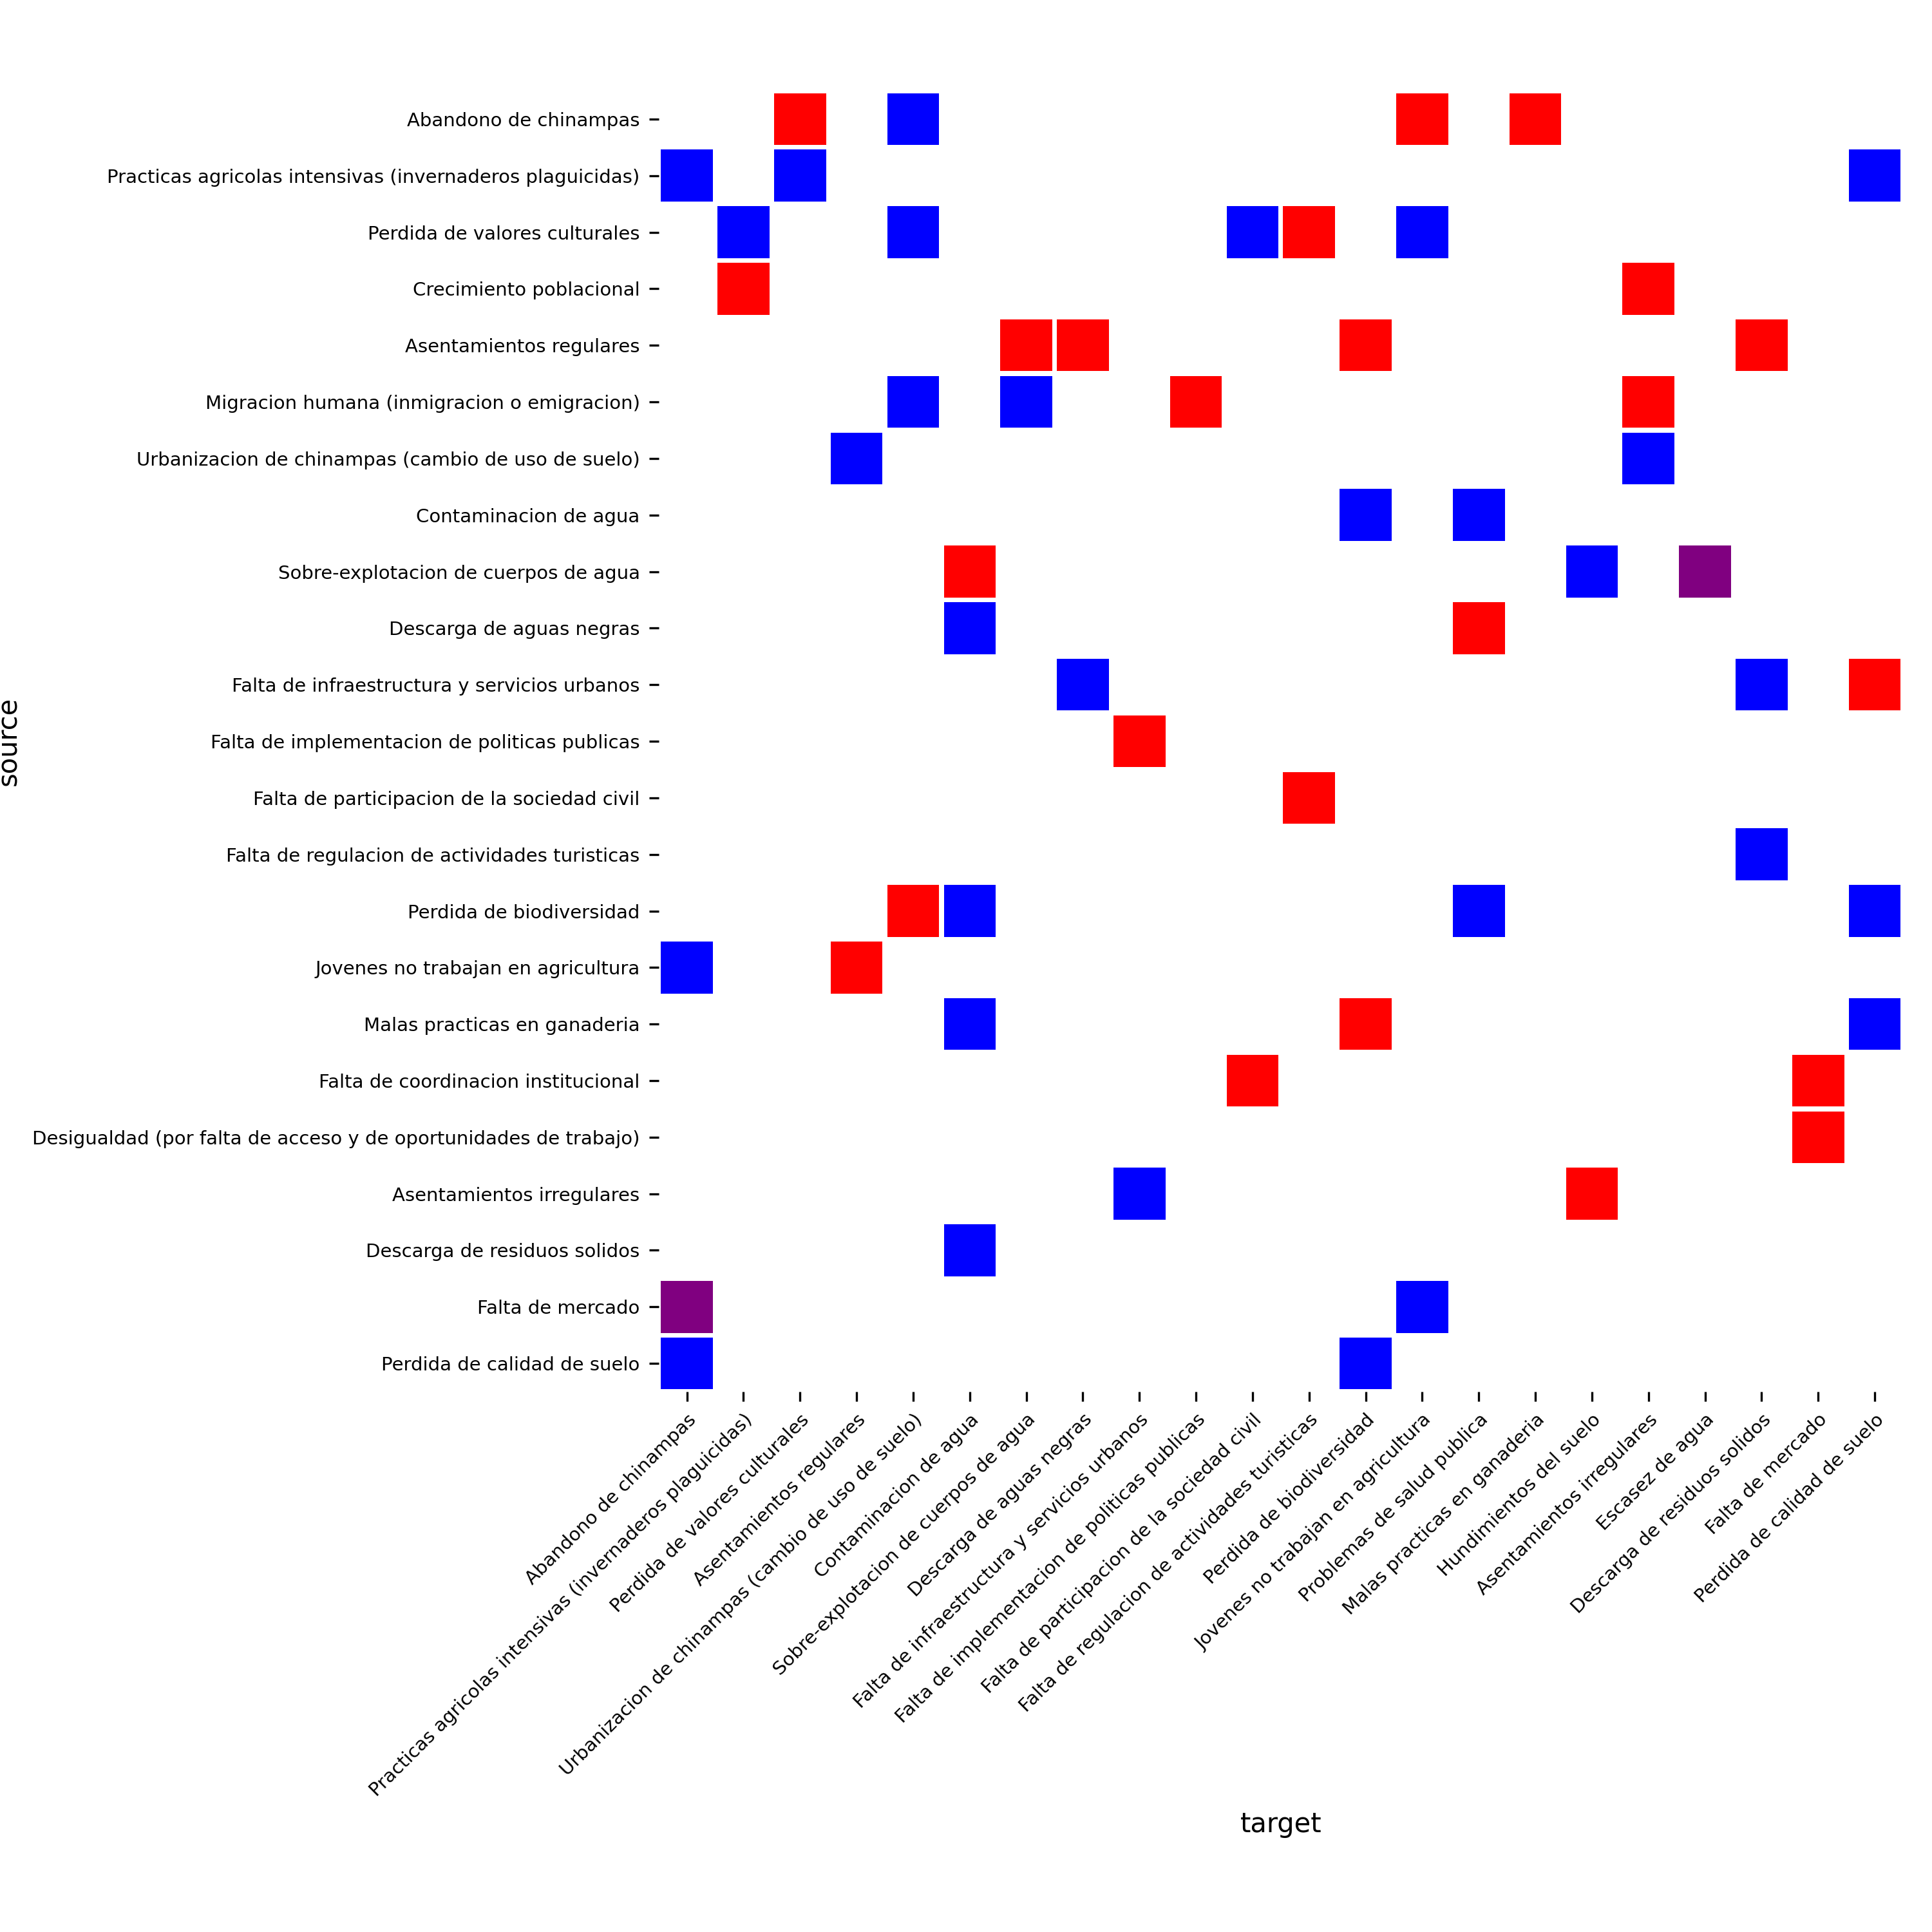 Abandono de chinampas
Practicas agricolas intensivas (invernaderos plaguicidas)
Perdida de valores culturales
Crecimiento poblacional
Asentamientos regulares
Migracion humana (inmigracion o emigracion)
Urbanizacion de chinampas (cambio de uso de suelo)
Contaminacion de agua
Sobre-explotacion de cuerpos de agua
Descarga de aguas negras
Falta de infraestructura y servicios urbanos
Falta de implementacion de politicas publicas
Falta de participacion de la sociedad civil
Falta de regulacion de actividades turisticas
Perdida de biodiversidad
Jovenes no trabajan en agricultura
Malas practicas en ganaderia
Falta de coordinacion institucional
Desigualdad (por falta de acceso y de oportunidades de trabajo)
Asentamientos irregulares
Descarga de residuos solidos
Falta de mercado
Perdida de calidad de suelo
source
Abandono de chinampas
Practicas agricolas intensivas (invernaderos plaguicidas)
Perdida de valores culturales
Asentamientos regulares
Urbanizacion de chinampas (cambio de uso de suelo)
Contaminacion de agua
Sobre-explotacion de cuerpos de agua
Descarga de aguas negras
Falta de infraestructura y servicios urbanos
Falta de implementacion de politicas publicas
Falta de participacion de la sociedad civil
Falta de regulacion de actividades turisticas
Perdida de biodiversidad
Jovenes no trabajan en agricultura
Problemas de salud publica
Malas practicas en ganaderia
Hundimientos del suelo
Asentamientos irregulares
Escasez de agua
Descarga de residuos solidos
Falta de mercado
Perdida de calidad de suelo
target